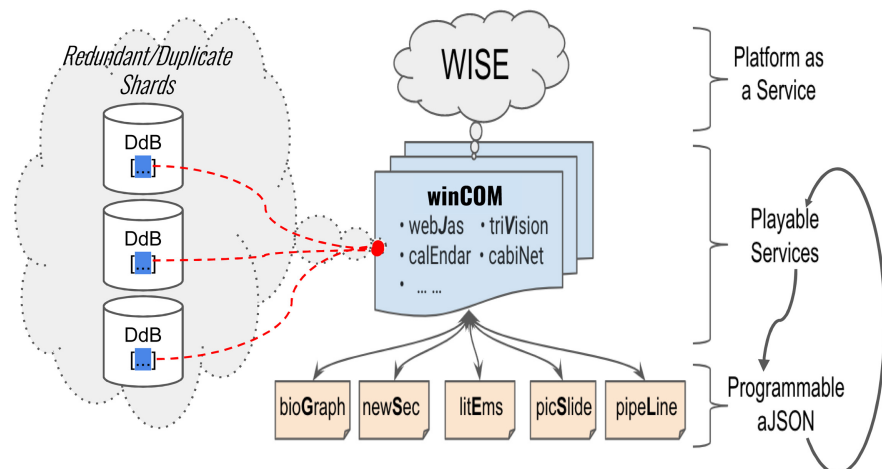 Redundant/Duplicate
Shards
DdB
[...]
DdB
[...]
DdB
[...]
WISE
winCOM
• webJas • triVision
• calEndar • cabiNet
• ... ...
bioGraph newSec litEms picSlide pipeLine
Platform as
a Service
Playable
Services
Programmable
aJSON